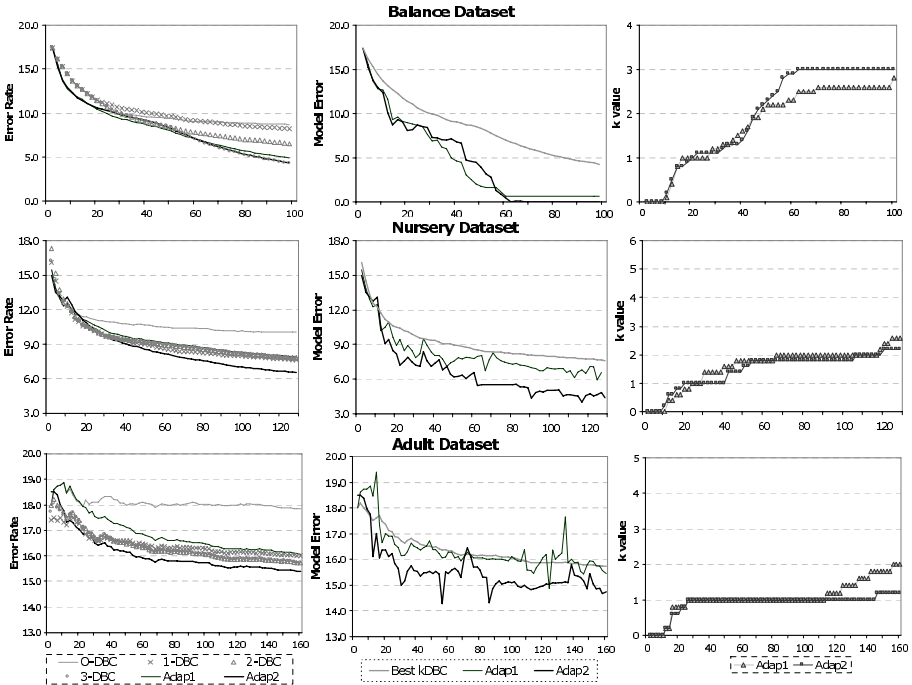 Balance Dataset
Error Rate
20.0
15.0
10.0
5.0
0.0
0 20 40 60 80 100
Model Error
20.0
15.0
10.0
5.0
0.0
0 20 40 60 80 100
k value
4
3
2
1
0
0 20 40 60 80 100
Nursery Dataset
Error Rate
18.0
15.0
12.0
9.0
6.0
3.0
0 20 40 60 80 100 120
Model Error
18.0
15.0
12.0
9.0
6.0
3.0
0 20 40 60 80 100 120
k value
6
5
4
3
2
1
0
0 20 40 60 80 100 120
Adult Dataset
Error Rate
20.0
19.0
18.0
17.0
16.0
15.0
14.0
13.0
0 20 40 60 80 100 120 140 160
Model Error
20.0
19.0
18.0
17.0
16.0
15.0
14.0
13.0
0 20 40 60 80 100 120 140 160
k value
5
4
3
2
1
0
0 20 40 60 80 100 120 140 160
0-DBC 1-DBC 2-DBC
3-DBC Adap1 Adap2
Best kDBC Adap1 Adap2
Adap1 Adap2